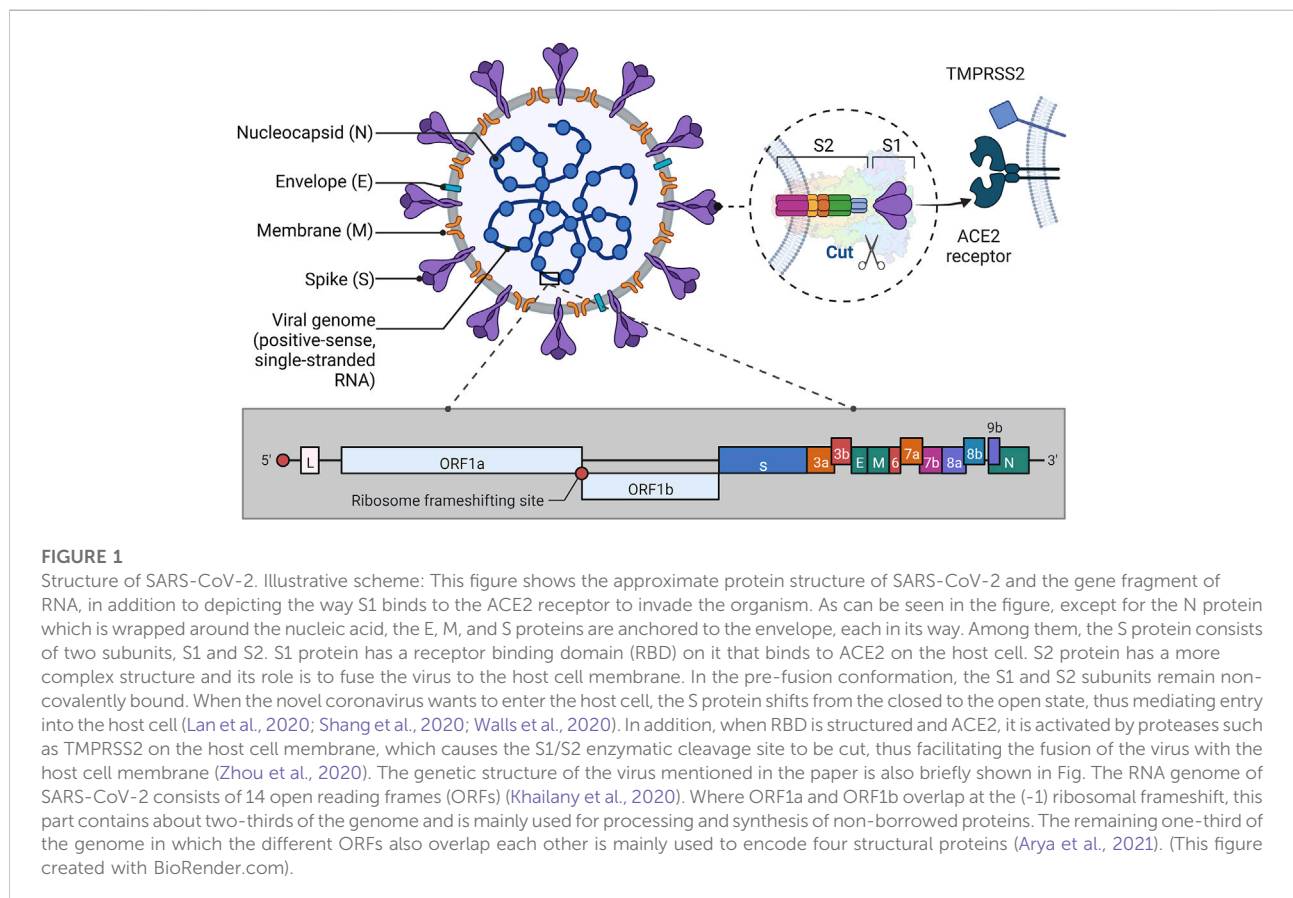 TMPRSS2
Nucleocapsid (N)
Envelope (E)
Membrane (M)
Spike (S)
Viral genome
(positive-sense,
single-stranded
RNA)
S2
S1
Cut
ACE2
receptor
5'
L
ORF1a
ORF1b
Ribosome frameshifting site
S
3a
3b
E
M
6
7a
7b
8a
8b
9b
N
3'
FIGURE 1
Structure of SARS-CoV-2. Illustrative scheme: This figure shows the approximate protein structure of SARS-CoV-2 and the gene fragment of
RNA, in addition to depicting the way S1 binds to the ACE2 receptor to invade the organism. As can be seen in the figure, except for the N protein
which is wrapped around the nucleic acid, the E, M, and S proteins are anchored to the envelope, each in its way. Among them, the S protein consists
of two subunits, S1 and S2. S1 protein has a receptor binding domain (RBD) on it that binds to ACE2 on the host cell. S2 protein has a more
complex structure and its role is to fuse the virus to the host cell membrane. In the pre-fusion conformation, the S1 and S2 subunits remain non-
covalently bound. When the novel coronavirus wants to enter the host cell, the S protein shifts from the closed to the open state, thus mediating entry
into the host cell (Lan et al., 2020; Shang et al., 2020; Walls et al., 2020). In addition, when RBD is structured and ACE2, it is activated by proteases such
as TMPRSS2 on the host cell membrane, which causes the S1/S2 enzymatic cleavage site to be cut, thus facilitating the fusion of the virus with the
host cell membrane (Zhou et al., 2020). The genetic structure of the virus mentioned in the paper is also briefly shown in Fig. The RNA genome of
SARS-CoV-2 consists of 14 open reading frames (ORFs) (Khailany et al., 2020). Where ORF1a and ORF1b overlap at the (-1) ribosomal frameshift, this
part contains about two-thirds of the genome and is mainly used for processing and synthesis of non-borrowed proteins. The remaining one-third of
the genome in which the different ORFs also overlap each other is mainly used to encode four structural proteins (Arya et al., 2021). (This figure
created with BioRender.com).